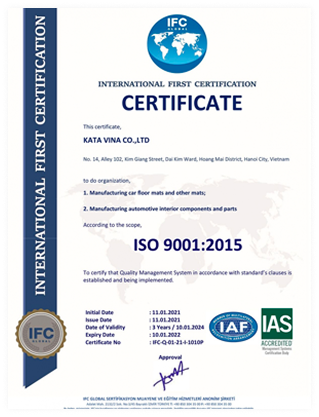 IFC
GLOBAL
INTERNATIONAL FIRST CERTIFICATION
INTERNATIONAL FIRST CERTIFICATION
CERTIFICATE
This certificate,
KATA VINA CO.,LTD
No. 14, Alley 102, Kim Giang Street, Dai Kim Ward, Hoang Mai District, Hanoi City, Vietnam
to do organization,
1. Manufacturing car floor mats and other mats;
2. Manufacturing automotive interior components and parts
According to the scope,
ISO 9001:2015
To certify that Quality Management System in accordance with standard's clauses is
established and being implemented.
Initial Date : 11.01.2021
Issue Date : 11.01.2021
Date of Validity : 3 Years / 10.01.2024
Expiry Date : 10.01.2022
Certificate No : IFC-Q-01-21-I-1010P
IFC
GLOBAL
IAF
IAS
ACCREDITED
Management Systems
Certification Body
Approval
IFC GLOBAL SERTİFİKASYON MUAYENE VE EĞİTİM HİZMETLERİ ANONİM ŞİRKETİ